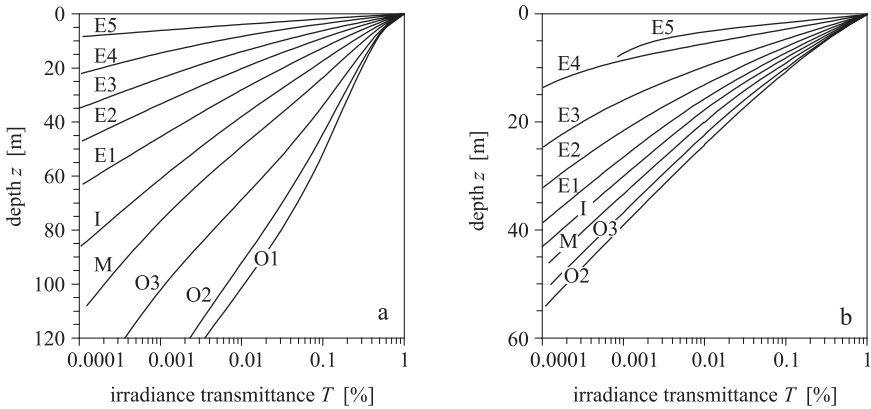 0
20
40
60
80
100
120
depth z [m]
E5
E4
E3
E2
E1
I
M
O3
O2
O1
a
0.0001
0.001
0.01
0.1
1
irradiance transmittance T [%]
0
20
40
60
depth z [m]
E5
E4
E3
E2
E1
I
M
O3
O2
b
0.0001
0.001
0.01
0.1
1
irradiance transmittance T [%]